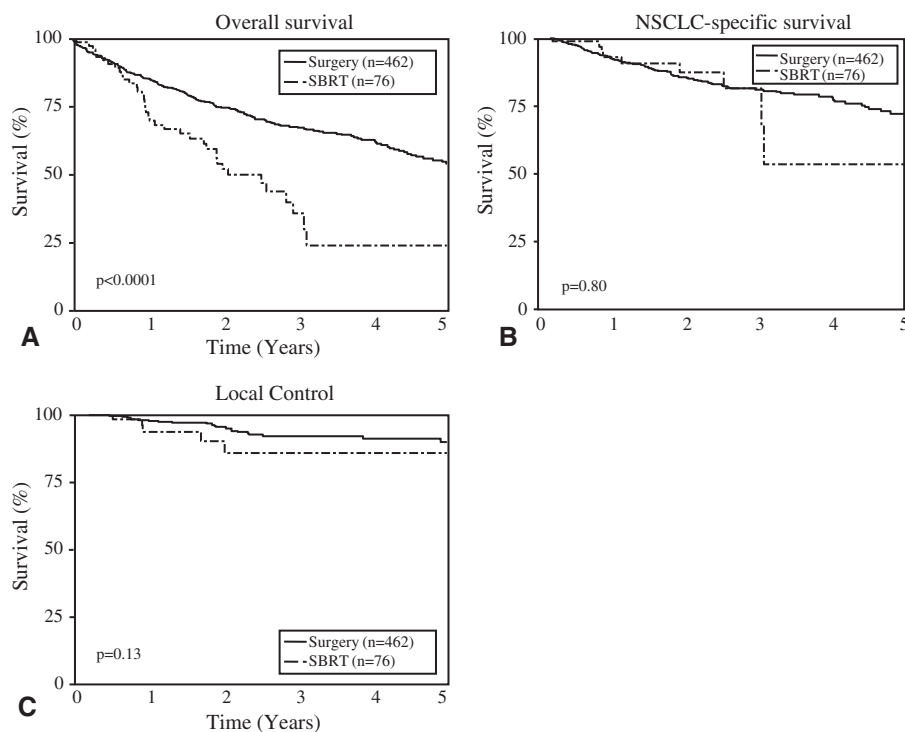 Overall survival
100
75
50
25
0
Survival (%)
Surgery (n=462)
SBRT (n=76)
p<0.0001
0 1 2 3 4 5
Time (Years)
A
NSCLC-specific survival
100
75
50
25
0
Survival (%)
Surgery (n=462)
SBRT (n=76)
p=0.80
0 1 2 3 4 5
Time (Years)
B
Local Control
100
75
50
25
0
Survival (%)
Surgery (n=462)
SBRT (n=76)
p=0.13
0 1 2 3 4 5
Time (Years)
C